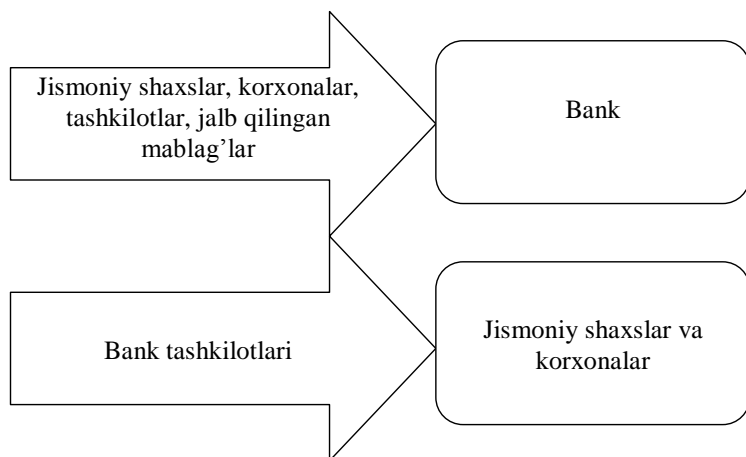 Jismoniy shaxslar, korxonalar,
tashkilotlar, jalb qilingan
mablag’lar
Bank
Bank tashkilotlari
Jismoniy shaxslar va
korxonalar